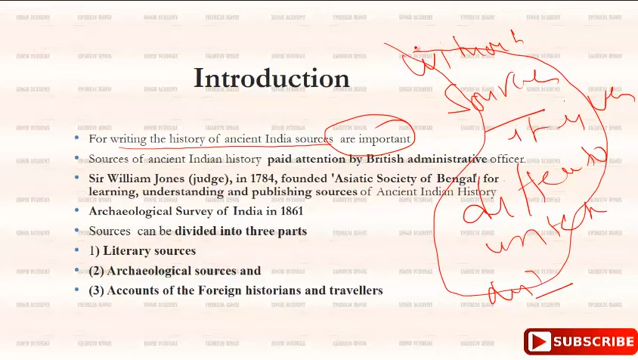 Introduction
For writing the history of ancient India sources are important
Sources of ancient Indian history paid attention by British administrative officer.
Sir William Jones (judge), in 1784, founded 'Asiatic Society of Bengal', for
learning, understanding and publishing sources of Ancient Indian History
Archaeological Survey of India in 1861
Sources can be divided into three parts
1) Literary sources
(2) Archaeological sources and
(3) Accounts of the Foreign historians and travellers
without
sources
SUBSCRIBE